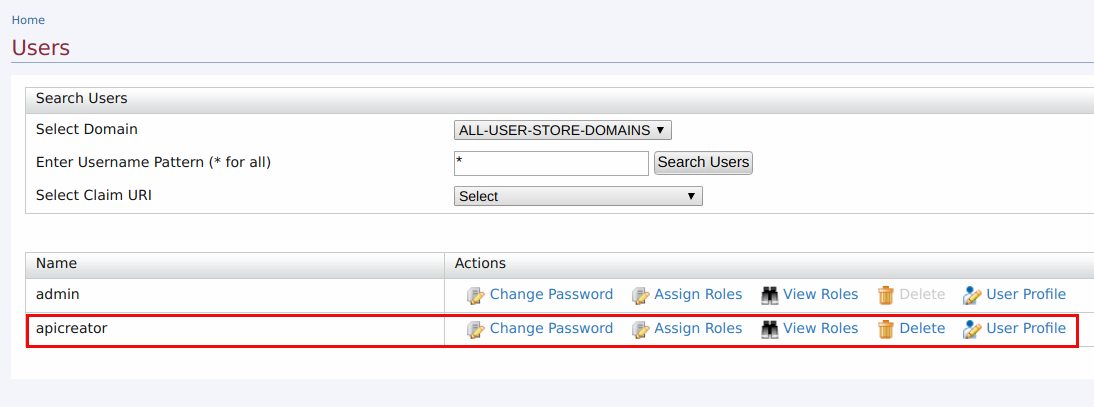 Home
Users
Search Users
Select Domain ALL-USER-STORE-DOMAINS
Enter Username Pattern (* for all) * Search Users
Select Claim URI Select
Name Actions
admin Change Password Assign Roles View Roles Delete User Profile
apicreator Change Password Assign Roles View Roles Delete User Profile